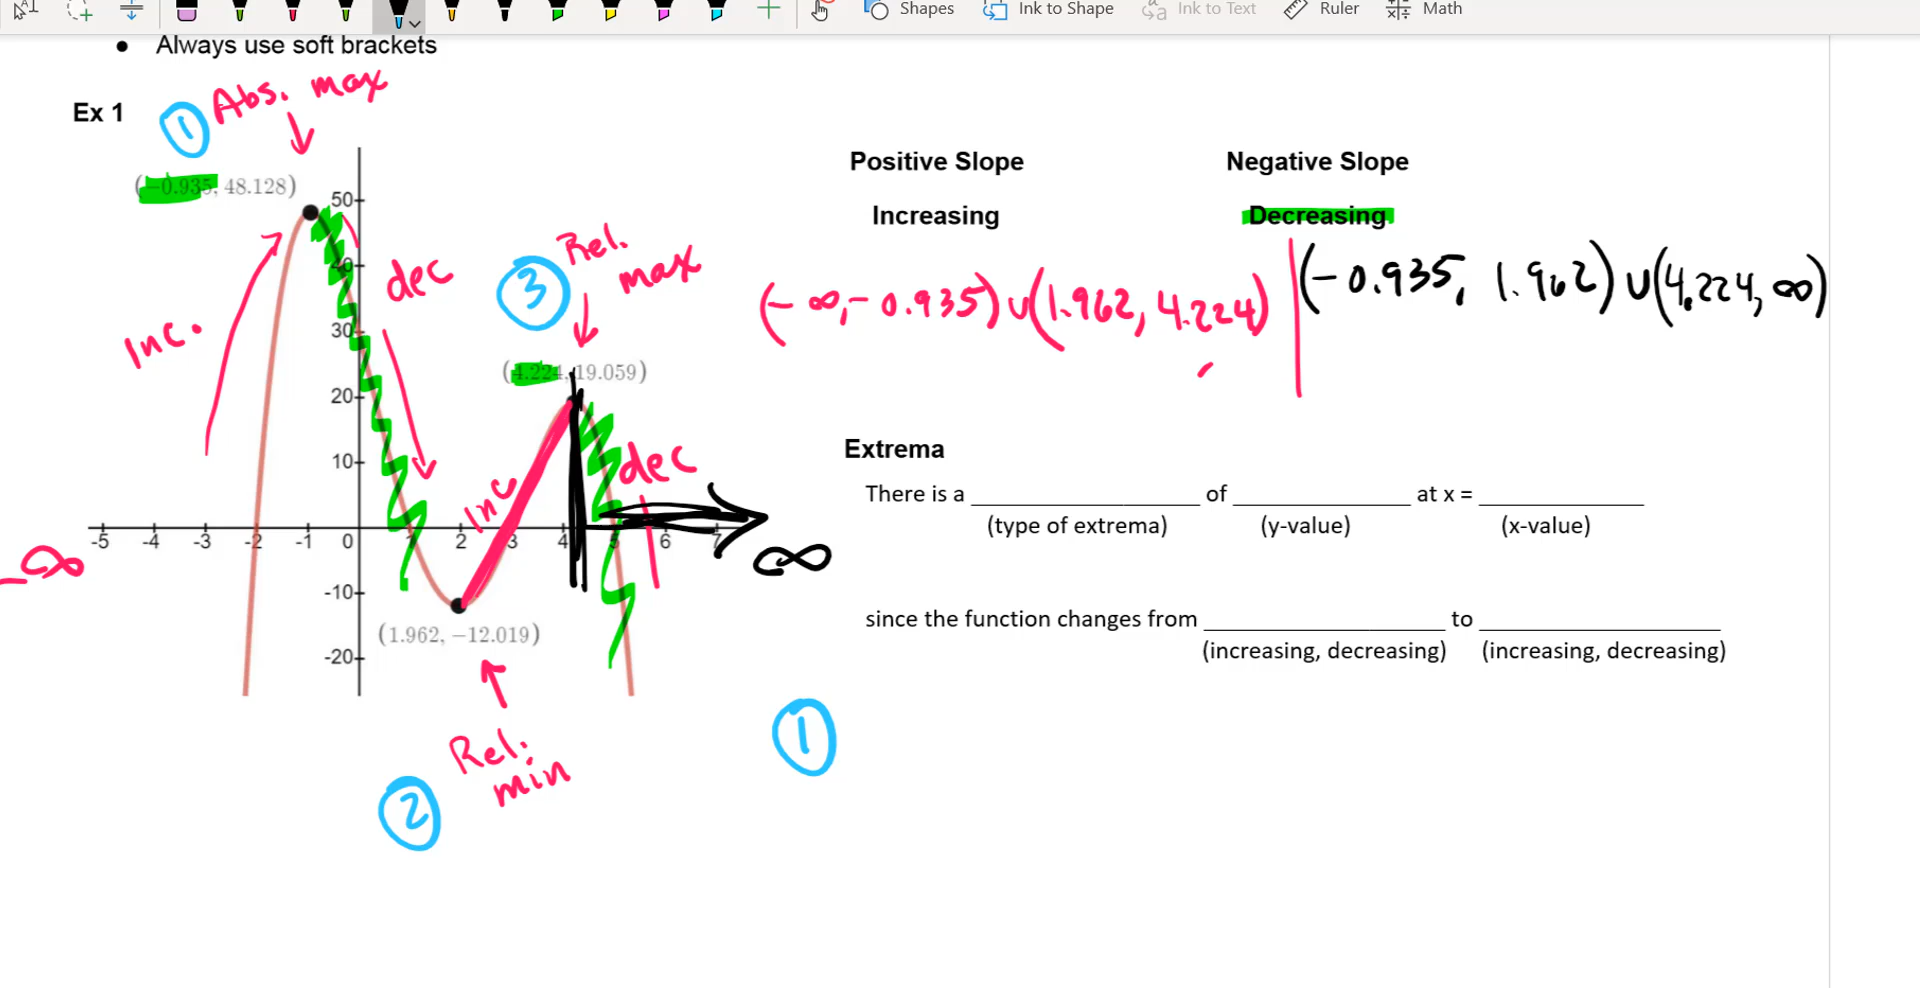 Shapes Ink to Shape Ink to Text Ruler Math
• Always use soft brackets
Ex 1
① Abs. max
(−0.935, 48.128)
Inc.
dec
③ Rel. max
(4.224, 19.059)
Inc
dec
50
40
30
20
10
-5 -4 -3 -2 -1 0 1 2 3 4 5 6 7
-10
-20
-∞
∞
(1.962, −12.019)
Rel. min
②
Positive Slope Negative Slope
Increasing Decreasing
(-∞, -0.935) ∪ (1.962, 4.224) | (-0.935, 1.962) ∪ (4.224, ∞)
Extrema
There is a ____________ of ____________ at x = ____________
(type of extrema) (y-value) (x-value)
since the function changes from ____________ to ____________
(increasing, decreasing) (increasing, decreasing)
①